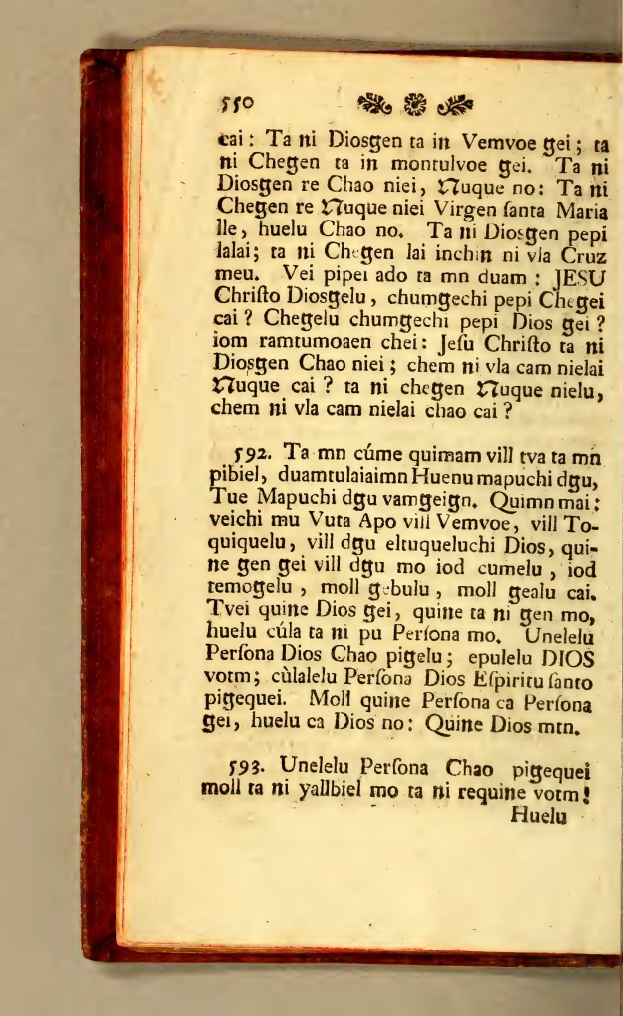 550
cai: Ta ni Diosgen ta in Vemvoe gei; ta
ni Chegen ta in montulvoe gei. Ta ni
Diosgen re Chao niei, Ñuque no: Ta ni
Chegen re Ñuque niei Virgen ſanta Maria
lle, huelu Chao no. Ta ni Diosgen pepi
lalai; ta ni Chegen lai inchin ni vla Cruz
meu. Vei pipei ado ta mn duam: JESU
Chriſto Diosgelu, chumgechi pepi Chegei
cai? Chegelu chumgechi pepi Dios gei?
iom ramtumoaen chei: Jeſu Chriſto ta ni
Diosgen Chao niei; chem ni vla cam nielai
Ñuque cai? ta ni chegen Ñuque nielu,
chem ni vla cam nielai chao cai?
592. Ta mn cúme quimam vill tva ta mn
pibiel, duamtulaiaimn Huenu mapuchi dgu,
Tue Mapuchi dgu vamgeign. Quimn mai:
veichi mu Vuta Apo vill Vemvoe, vill To-
quiquelu, vill dgu eltuqueluchi Dios, qui-
ne gen gei vill dgu mo iod cumelu, iod
temogelu, moll gebulu, moll gealu cai.
Tvei quine Dios gei, quine ta ni gen mo,
huelu cúla ta ni pu Perſona mo. Unelelu
Perſona Dios Chao pigelu; epulelu DIOS
votm; cùlalelu Perſona Dios Eſpiritu ſanto
pigequei. Moll quine Perſona ca Perſona
gei, huelu ca Dios no: Quine Dios mtn.
593. Unelelu Perſona Chao pigequei
moll ta ni yallbiel mo ta ni requine votm!
Huelu